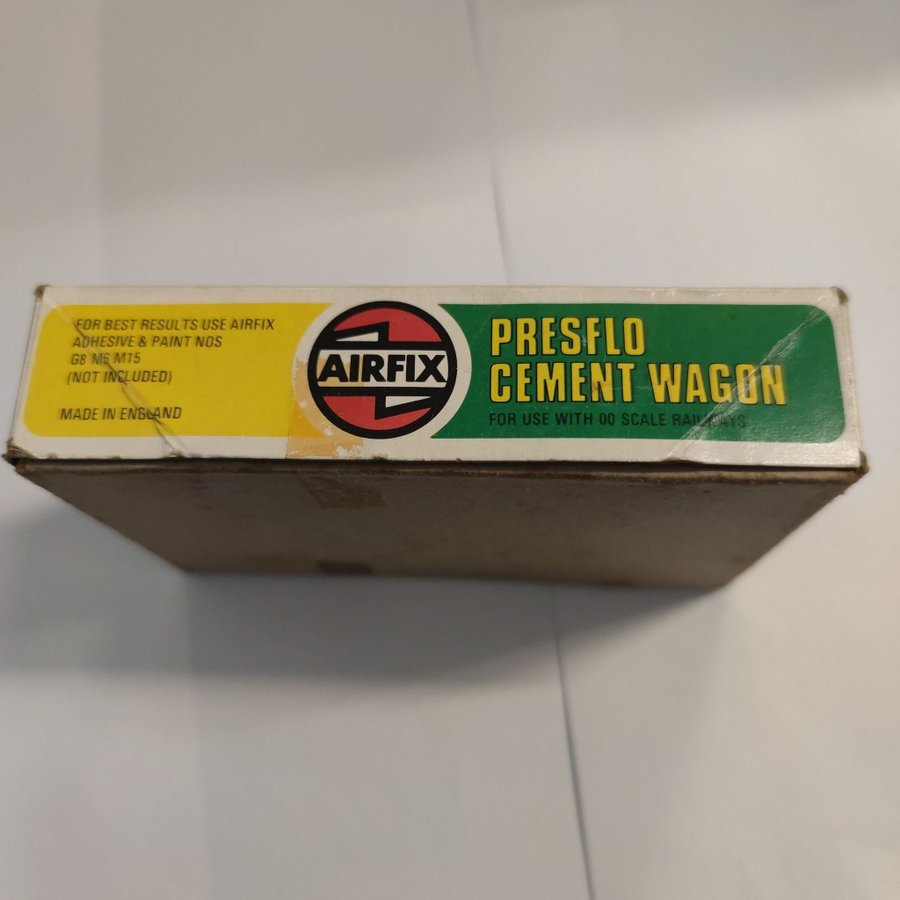 FOR BEST RESULTS USE AIRFIX
ADHESIVE & PAINT NOS
G8 M6 M15
(NOT INCLUDED)
MADE IN ENGLAND
AIRFIX
PRESFLO
CEMENT WAGON
FOR USE WITH 00 SCALE RAILWAYS